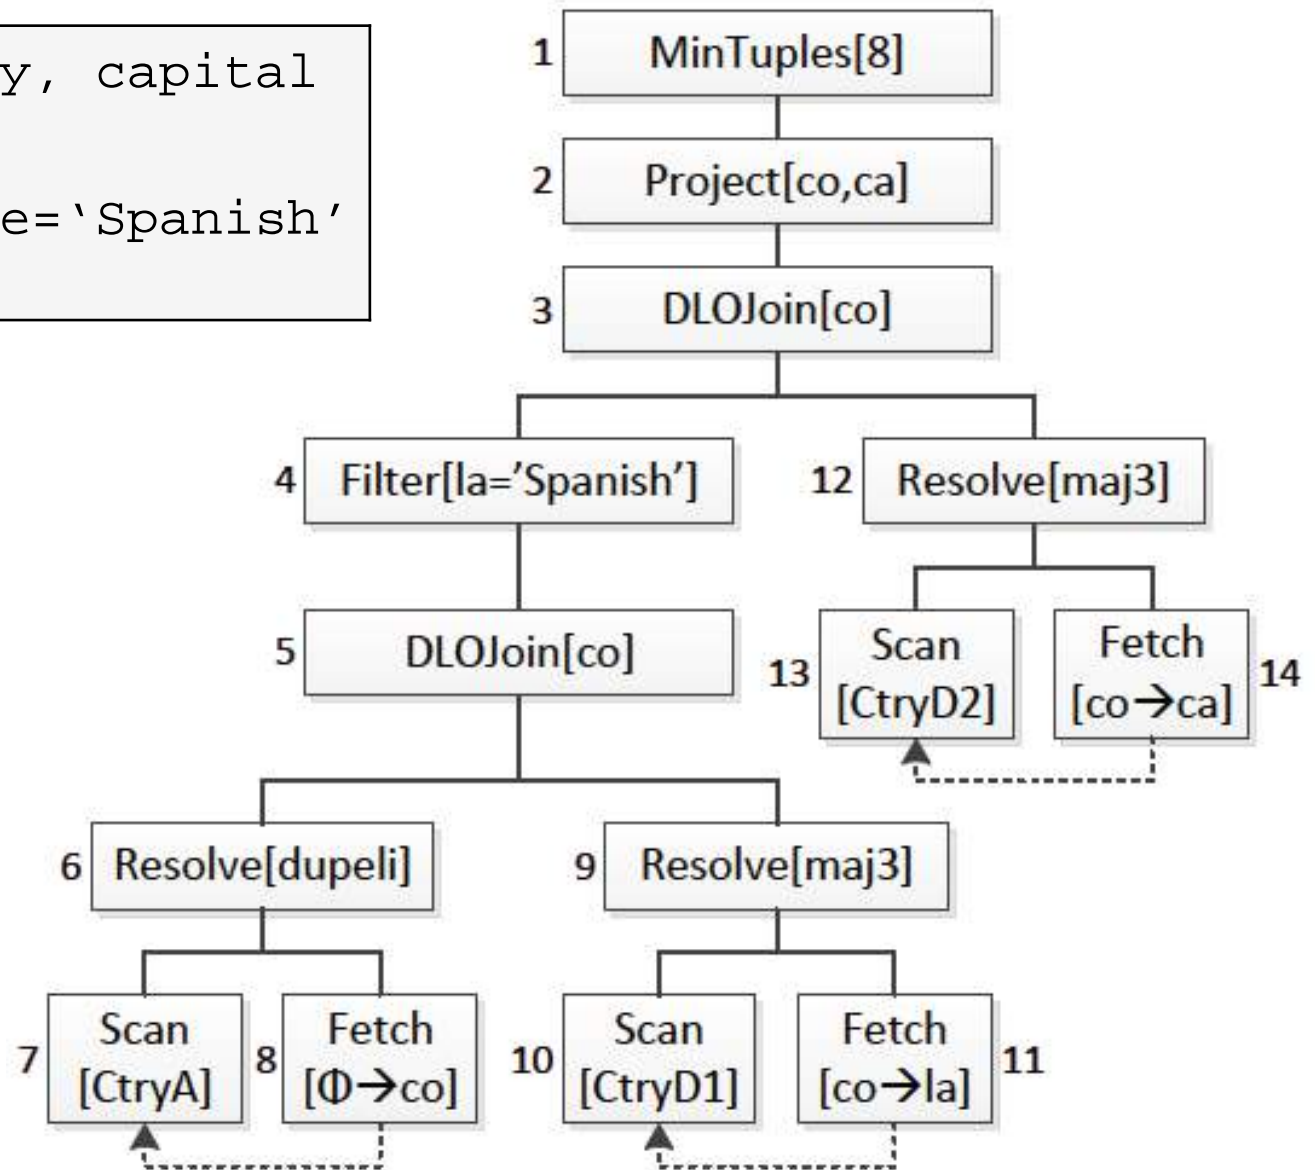 y, capital
e=‘Spanish’
1 MinTuples[8]
2 Project[co,ca]
3 DLOJoin[co]
4 Filter[la=’Spanish’]
12 Resolve[maj3]
5 DLOJoin[co]
13 Scan
[CtryD2]
Fetch 14
[co→ca]
6 Resolve[dupeli]
9 Resolve[maj3]
7 Scan
[CtryA]
8 Fetch
[Φ→co]
10 Scan
[CtryD1]
Fetch 11
[co→la]